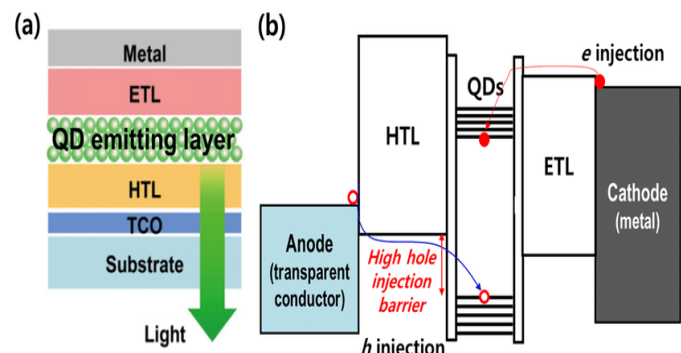 (a)
Metal
ETL
QD emitting layer
HTL
TCO
Substrate
Light
(b)
e injection
QDs
HTL
ETL
Cathode
(metal)
Anode
(transparent
conductor)
High hole
injection
barrier
h injection